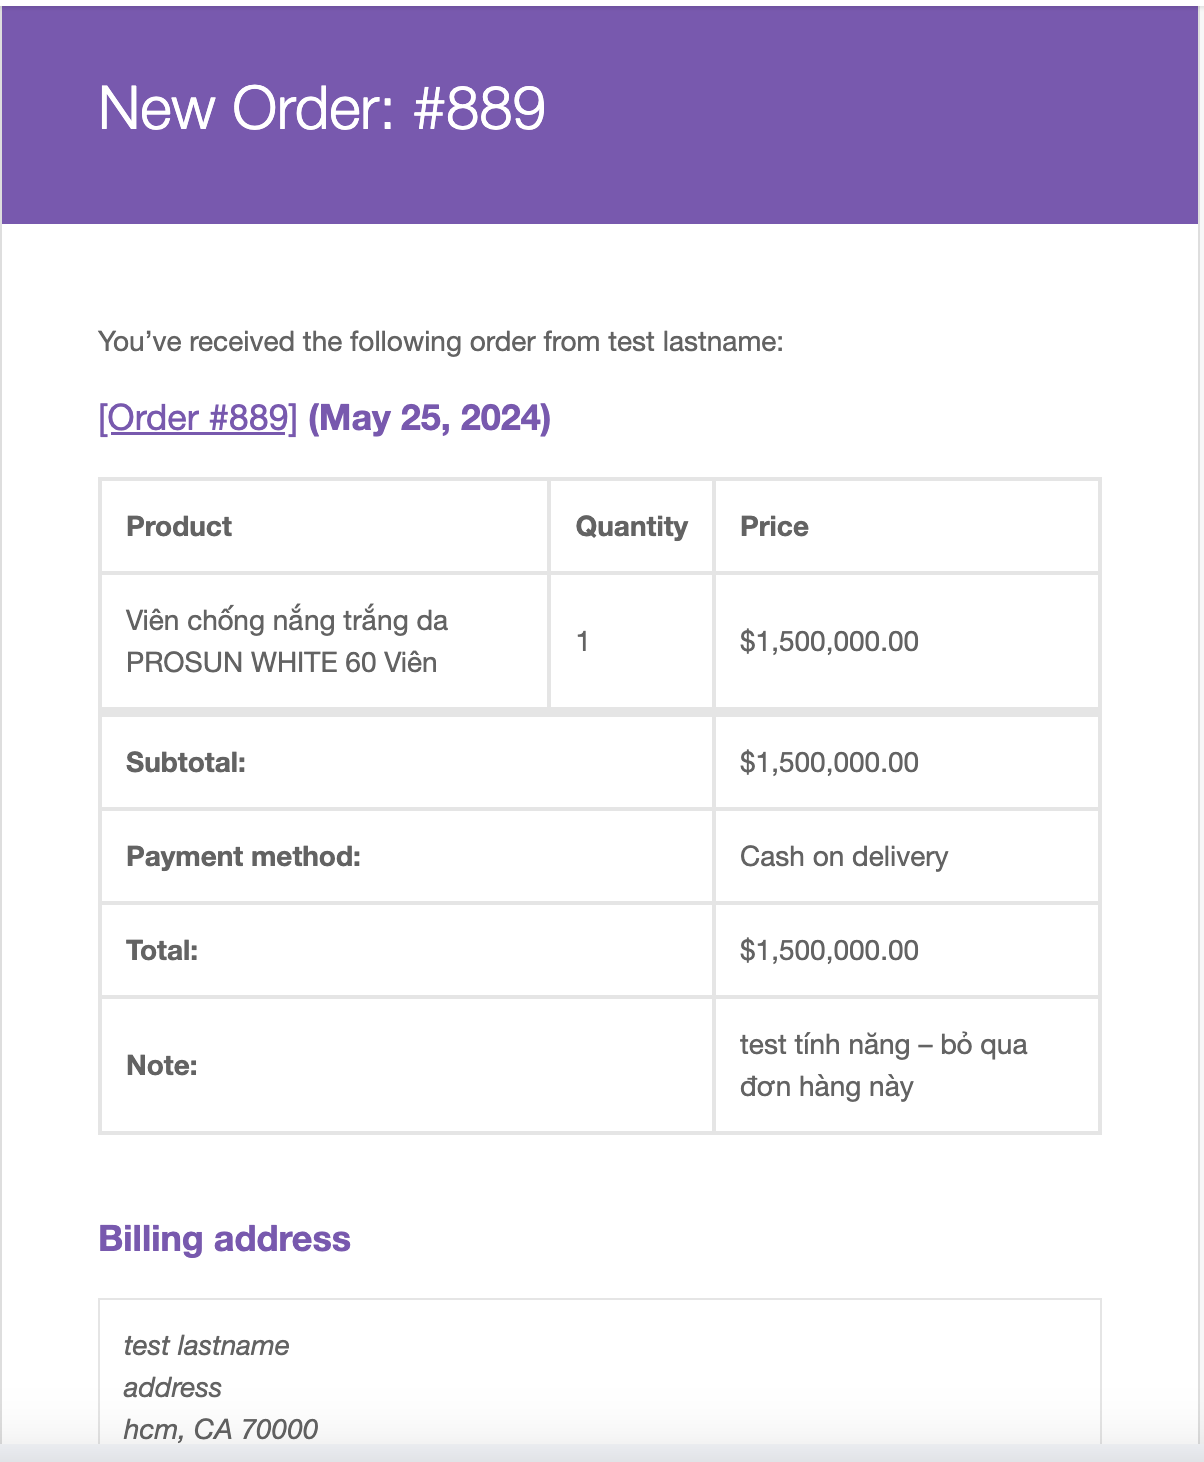 New Order: #889
You’ve received the following order from test lastname:
[Order #889] (May 25, 2024)
Product Quantity Price
Viên chống nắng trắng da
PROSUN WHITE 60 Viên
1
$1,500,000.00
Subtotal: $1,500,000.00
Payment method: Cash on delivery
Total: $1,500,000.00
Note:
test tính năng – bỏ qua
đơn hàng này
Billing address
test lastname
address
hcm, CA 70000